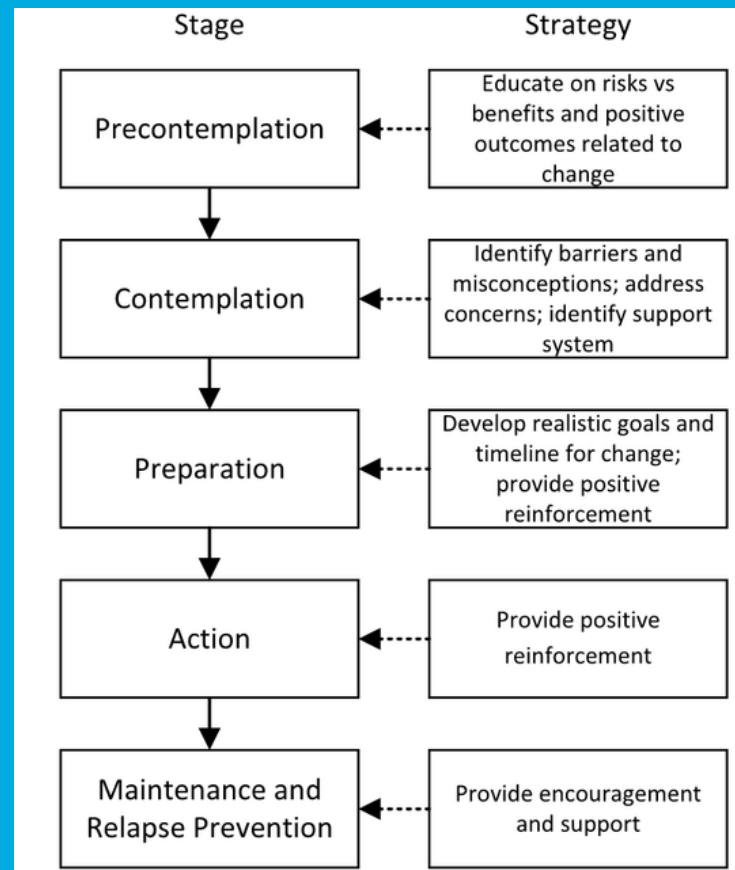 Stage
Strategy
Precontemplation
Educate on risks vs
benefits and positive
outcomes related to
change
Contemplation
Identify barriers and
misconceptions; address
concerns; identify support
system
Preparation
Develop realistic goals and
timeline for change;
provide positive
reinforcement
Action
Provide positive
reinforcement
Maintenance and
Relapse Prevention
Provide encouragement
and support